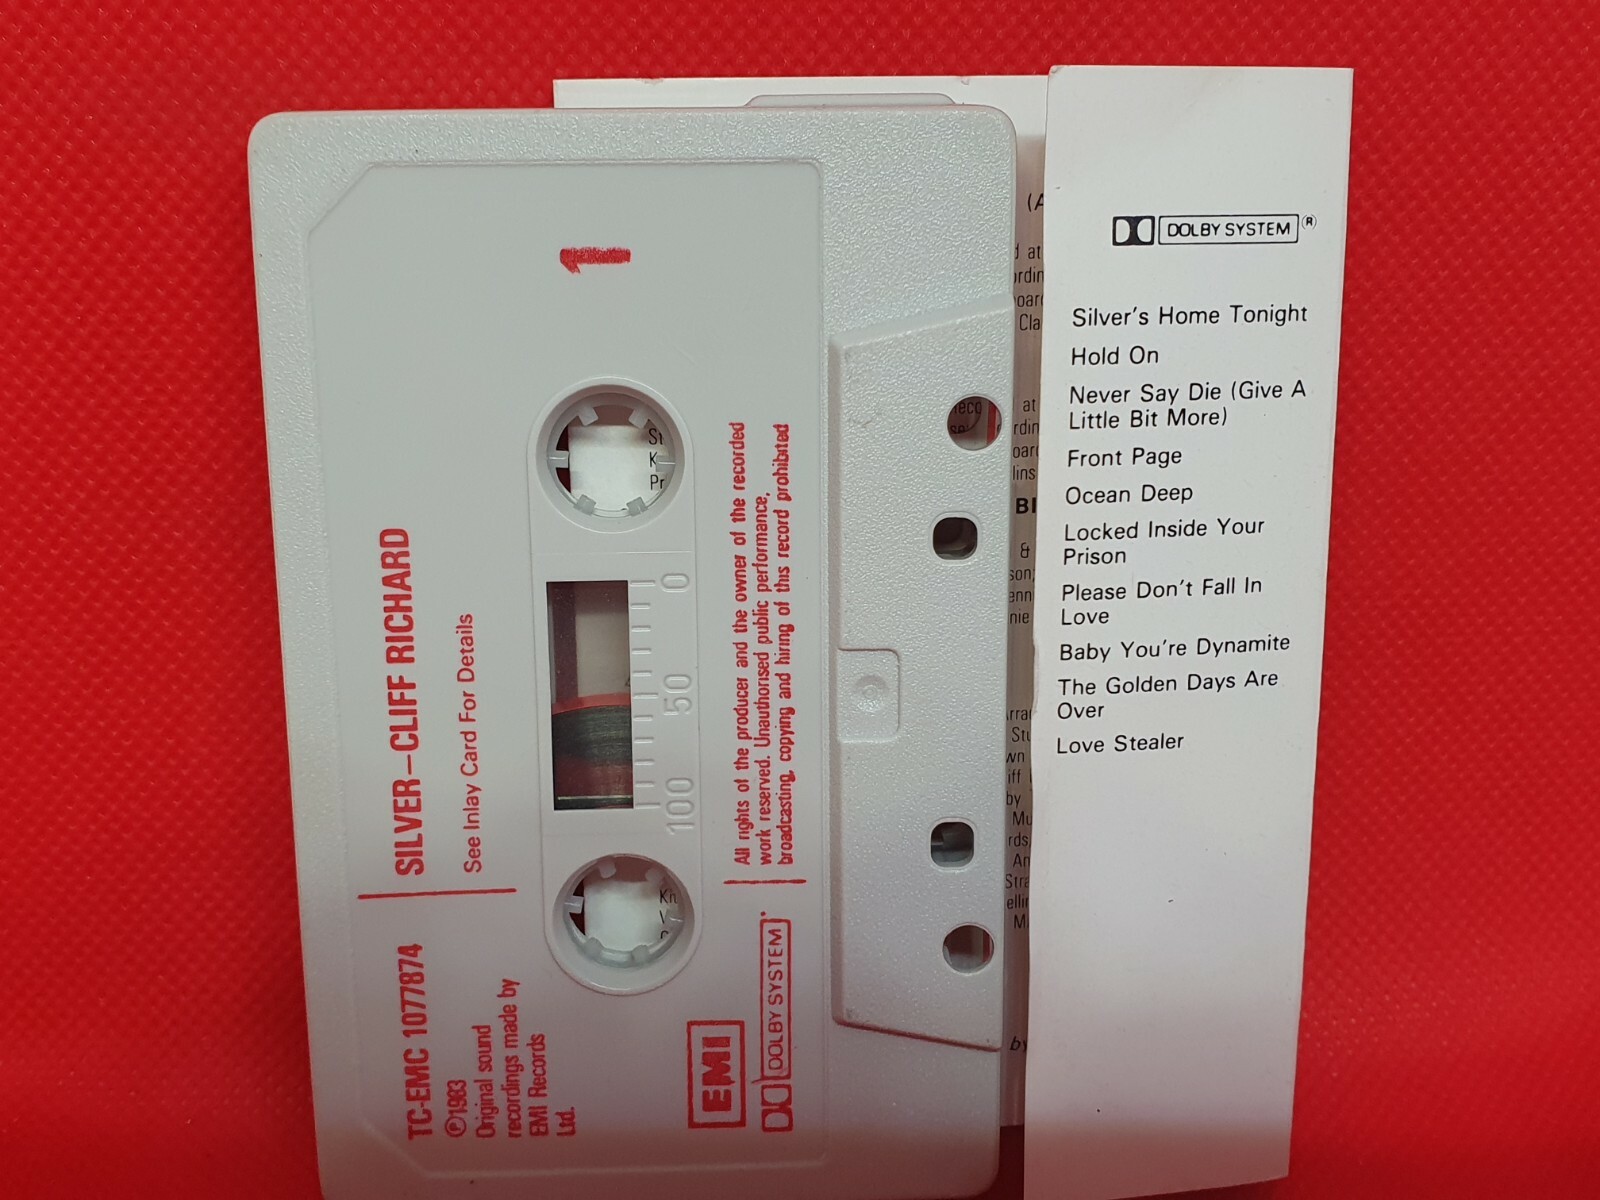 1
SILVER–CLIFF RICHARD
See Inlay Card For Details
TC-EMC 1077874
℗1983
Original sound
recordings made by
EMI Records
Ltd.
0
50
100
All rights of the producer and the owner of the recorded
work reserved. Unauthorised public performance,
broadcasting, copying and hiring of this record prohibited
EMI
DOLBY SYSTEM
DOLBY SYSTEM®
Silver's Home Tonight
Hold On
Never Say Die (Give A
Little Bit More)
Front Page
Ocean Deep
Locked Inside Your
Prison
Please Don't Fall In
Love
Baby You're Dynamite
The Golden Days Are
Over
Love Stealer